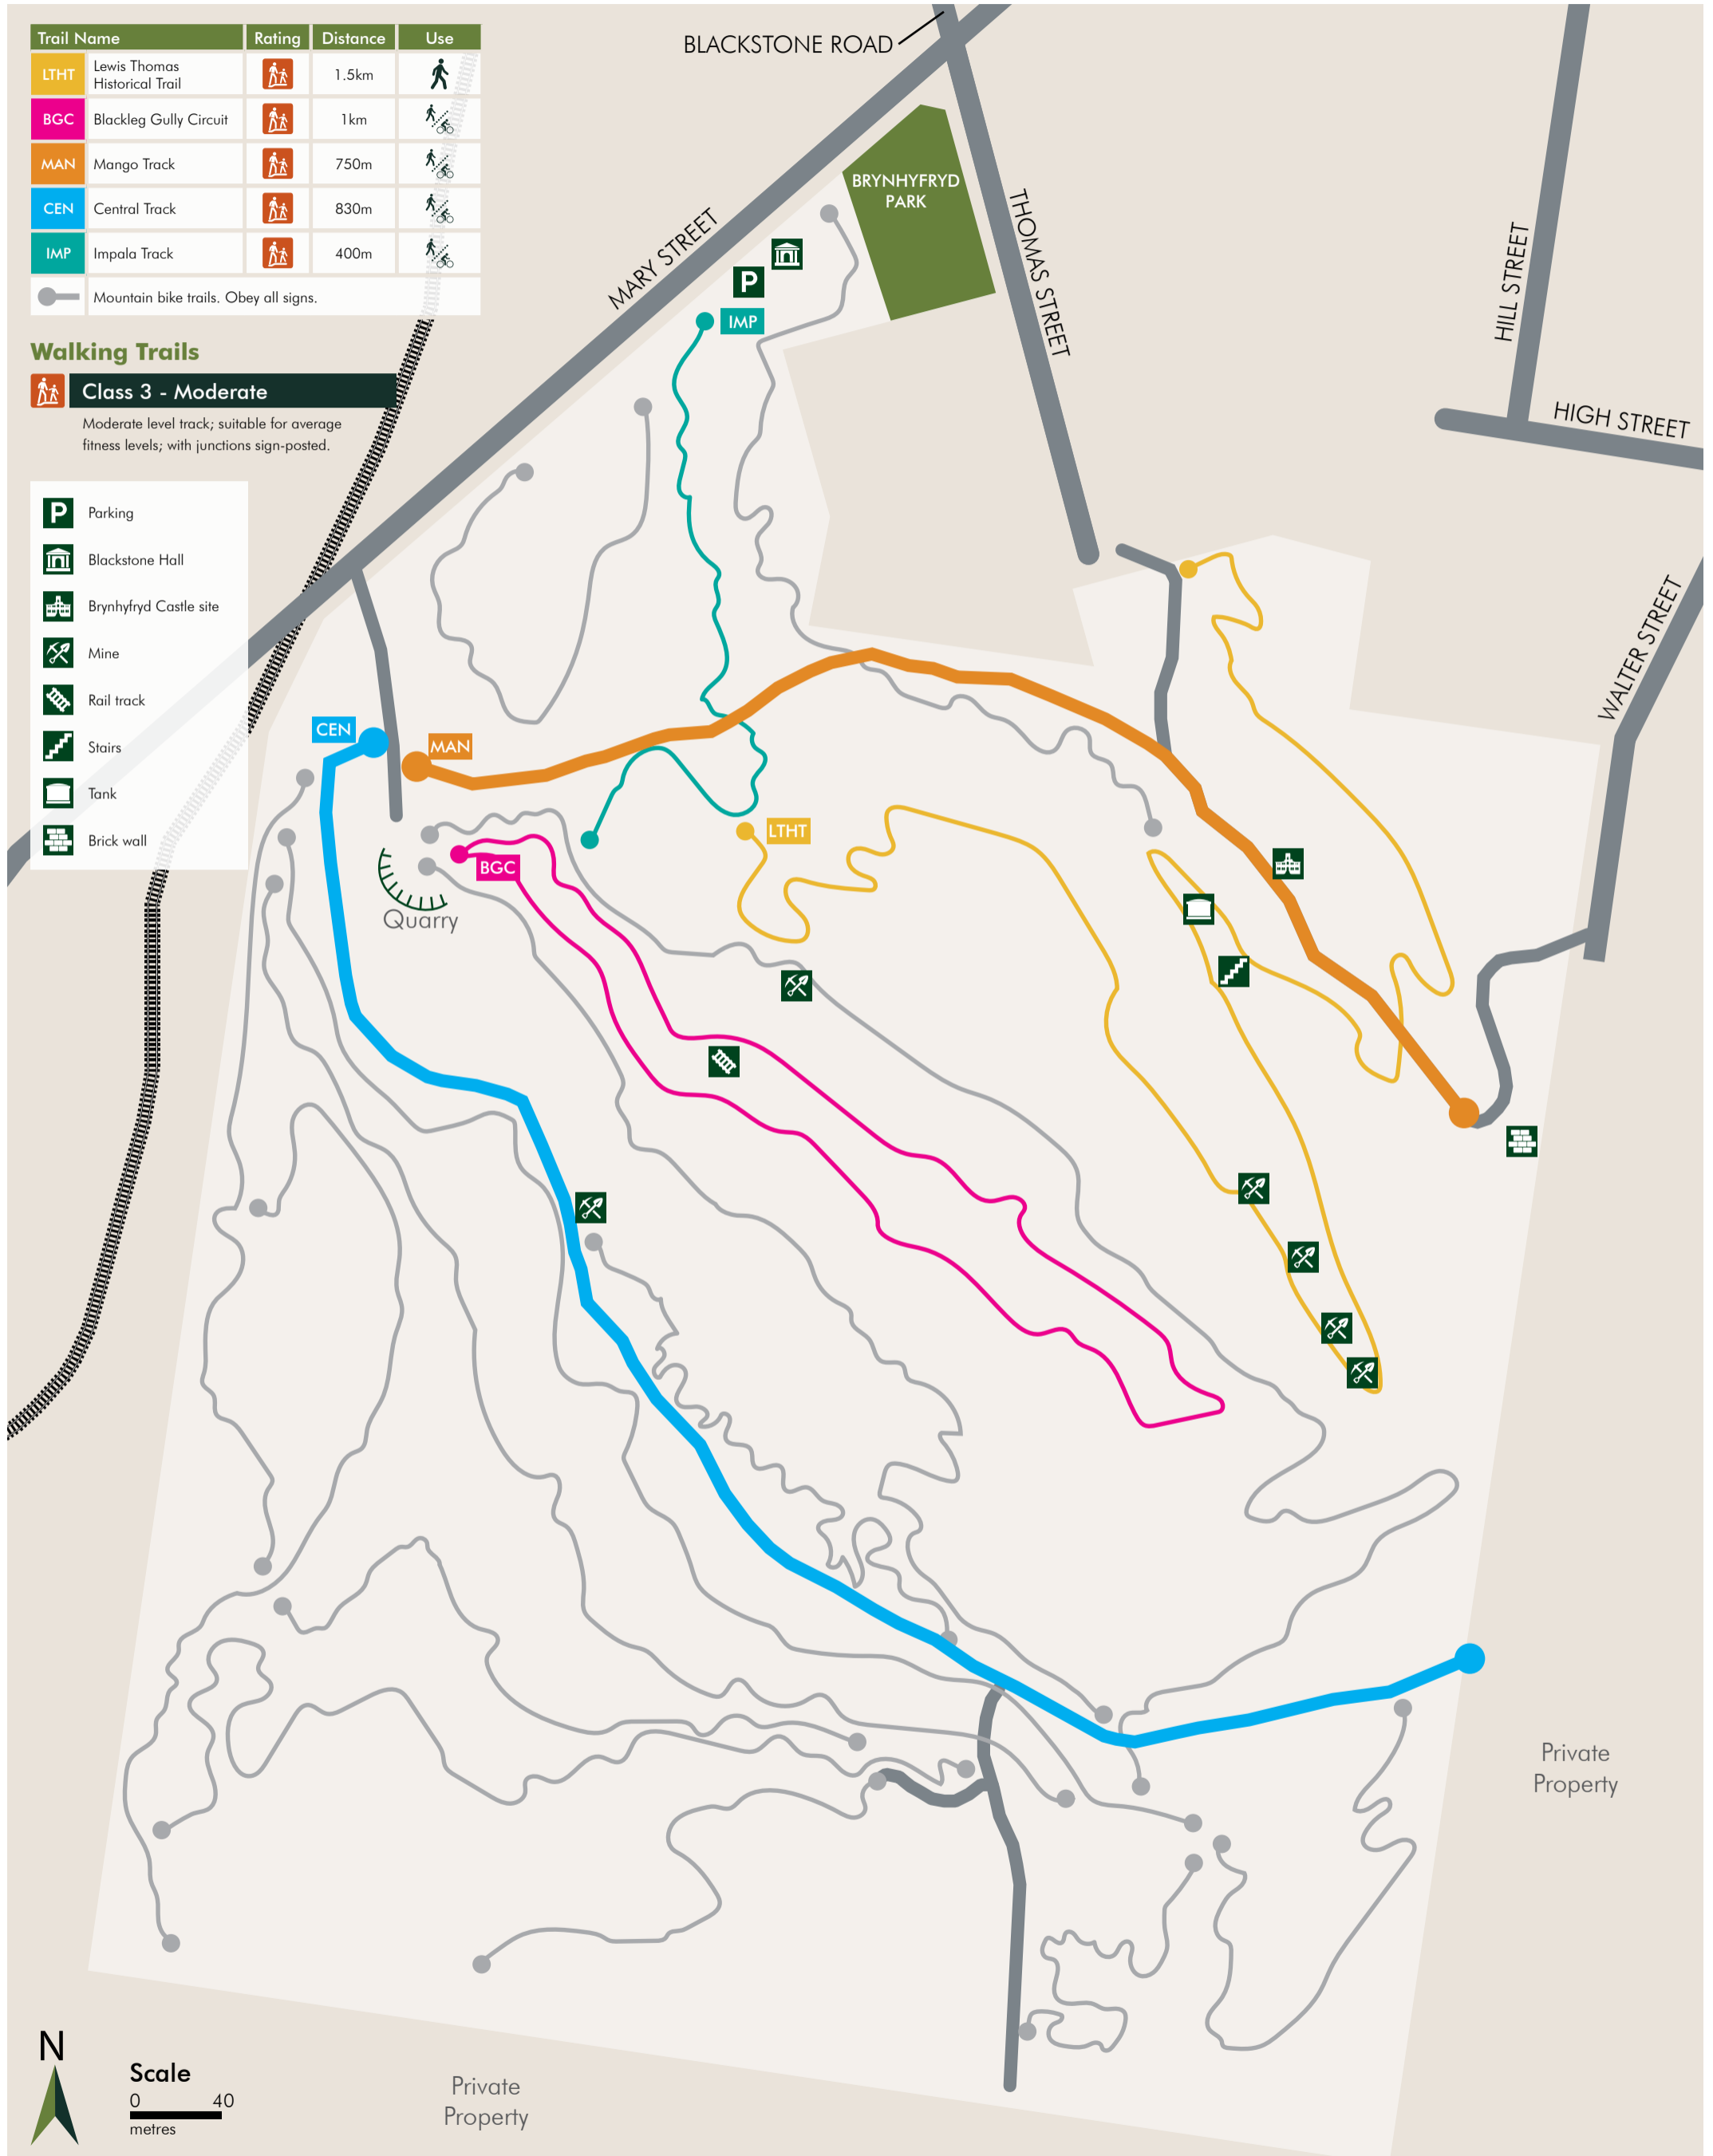 Trail Name Rating Distance Use
LTHT Lewis Thomas
Historical Trail 1.5km
BGC Blackleg Gully Circuit 1km
MAN Mango Track 750m
CEN Central Track 830m
IMP Impala Track 400m
Mountain bike trails. Obey all signs.
Walking Trails
Class 3 - Moderate
Moderate level track; suitable for average
fitness levels; with junctions sign-posted.
P Parking
Blackstone Hall
Brynhyfryd Castle site
Mine
Rail track
Stairs
Tank
Brick wall
BLACKSTONE ROAD
MARY STREET
BRYNHYFRYD
PARK
THOMAS STREET
HILL STREET
HIGH STREET
WALTER STREET
P
IMP
CEN
MAN
LTHT
BGC
Quarry
Private
Property
N
Scale
0 40
metres
Private
Property